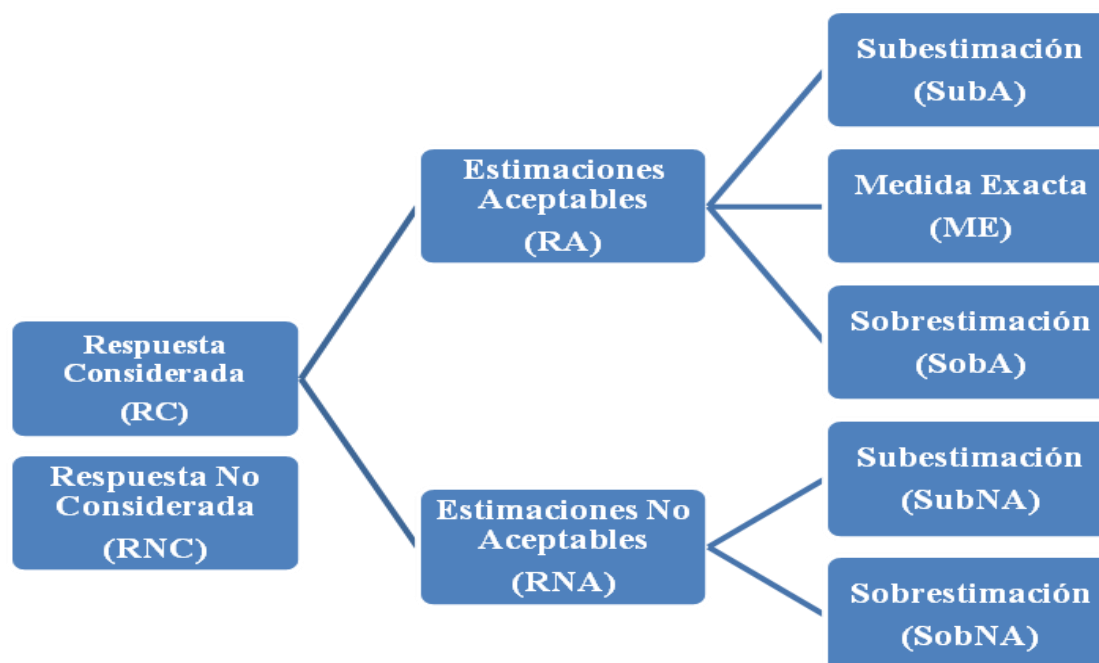 Respuesta
Considerada
(RC)
Respuesta No
Considerada
(RNC)
Estimaciones
Aceptables
(RA)
Estimaciones No
Aceptables
(RNA)
Subestimación
(SubA)
Medida Exacta
(ME)
Sobrestimación
(SobA)
Subestimación
(SubNA)
Sobrestimación
(SobNA)